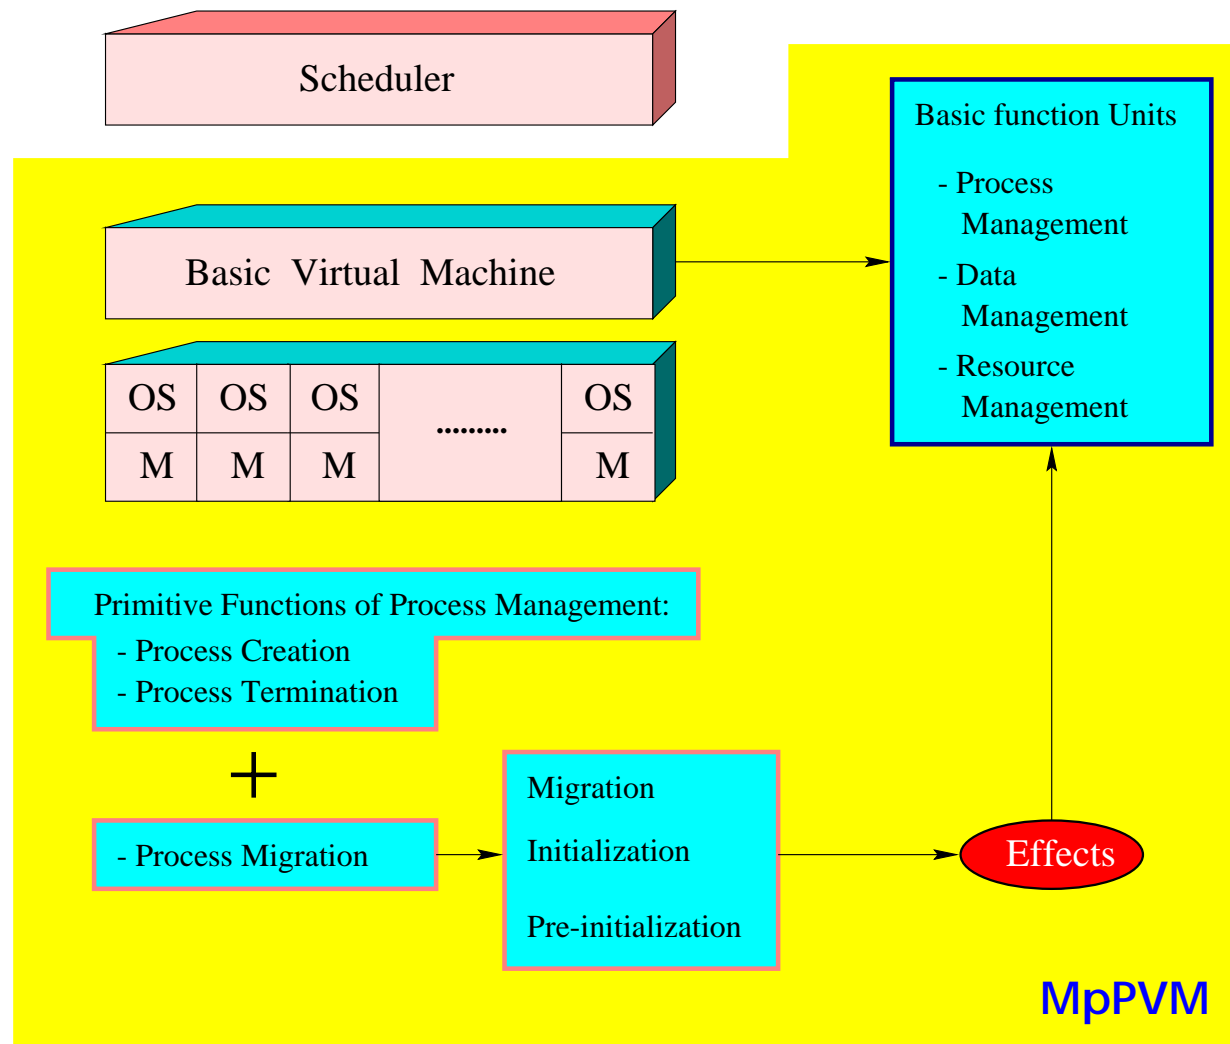 Scheduler
Basic function Units
- Process
Management
- Data
Management
- Resource
Management
Basic Virtual Machine
OS OS OS OS
.........
M M M M
Primitive Functions of Process Management:
- Process Creation
- Process Termination
+
- Process Migration
Migration
Initialization
Pre-initialization
Effects
MpPVM